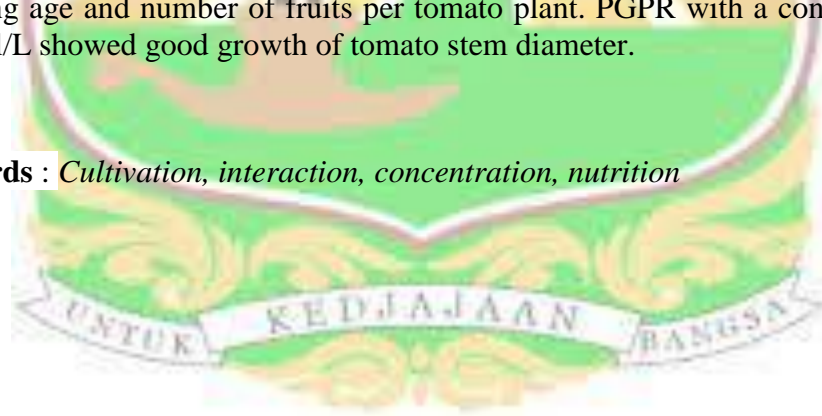 ng age and number of fruits per tomato plant. PGPR with a con
l/L showed good growth of tomato stem diameter.
rds : Cultivation, interaction, concentration, nutrition
UNTUK KEDJAJAAN BANGSA